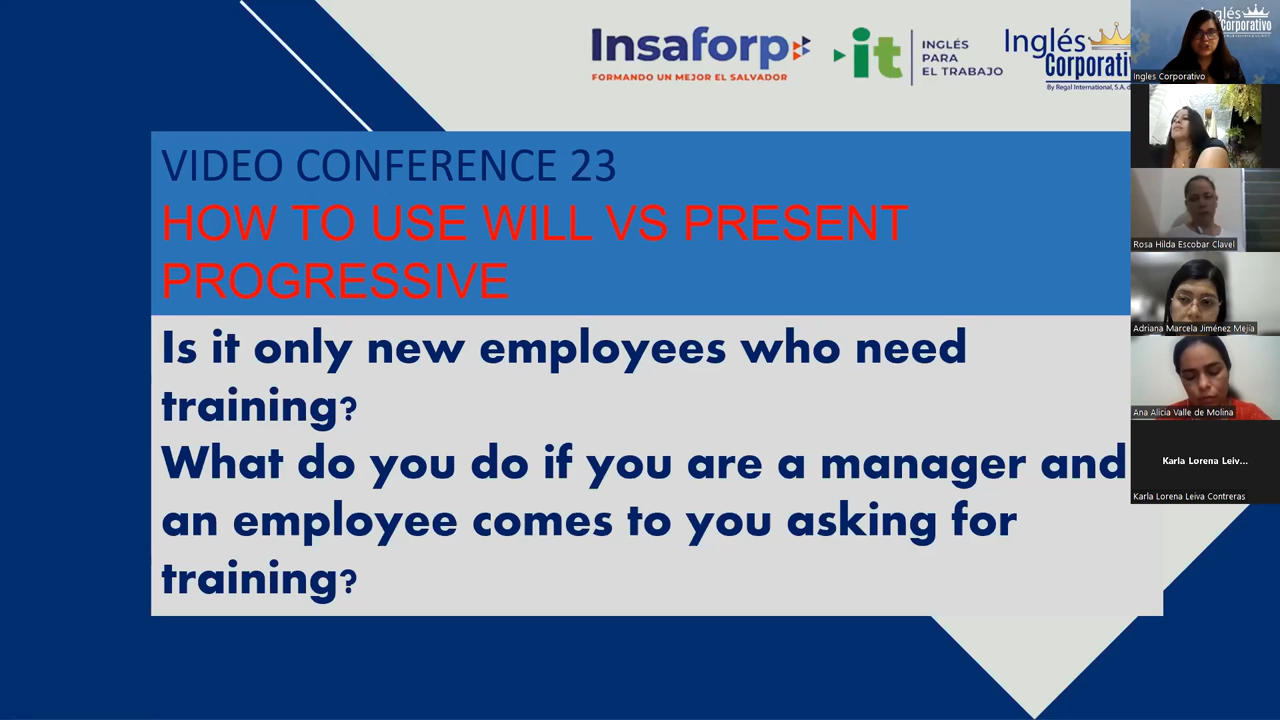 Insaforp
FORMANDO UN MEJOR EL SALVADOR
it
INGLÉS
PARA
EL TRABAJO
Inglés
Corporativ
By Regal International, S.A. d
VIDEO CONFERENCE 23
HOW TO USE WILL VS PRESENT
PROGRESSIVE
Is it only new employees who need
training?
What do you do if you are a manager and
an employee comes to you asking for
training?
Corporativo
Ingles Corporativo
Rosa Hilda Escobar Clavel
Adriana Marcela Jiménez Mejía
Ana Alicia Valle de Molina
Karla Lorena Leiv...
Karla Lorena Leiva Contreras